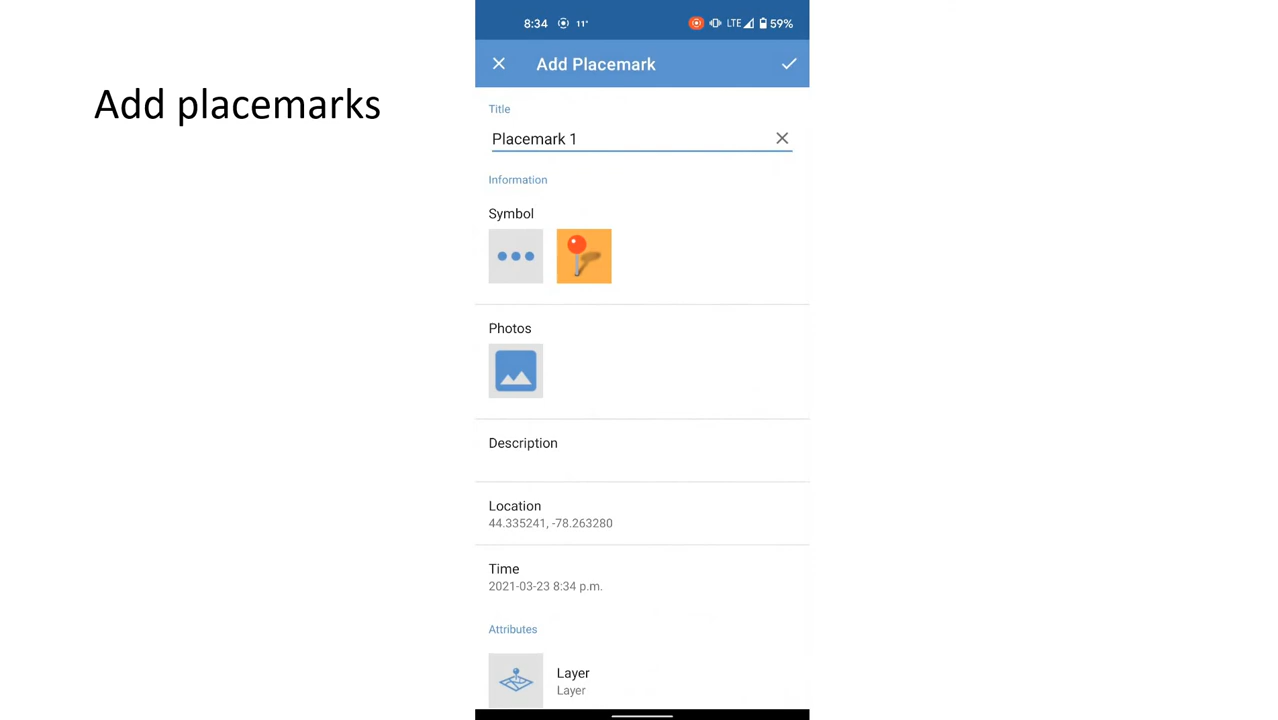 Add placemarks
8:34 11° LTE 59%
Add Placemark
Title
Placemark 1
Information
Symbol
Photos
Description
Location
44.335241, -78.263280
Time
2021-03-23 8:34 p.m.
Attributes
Layer
Layer